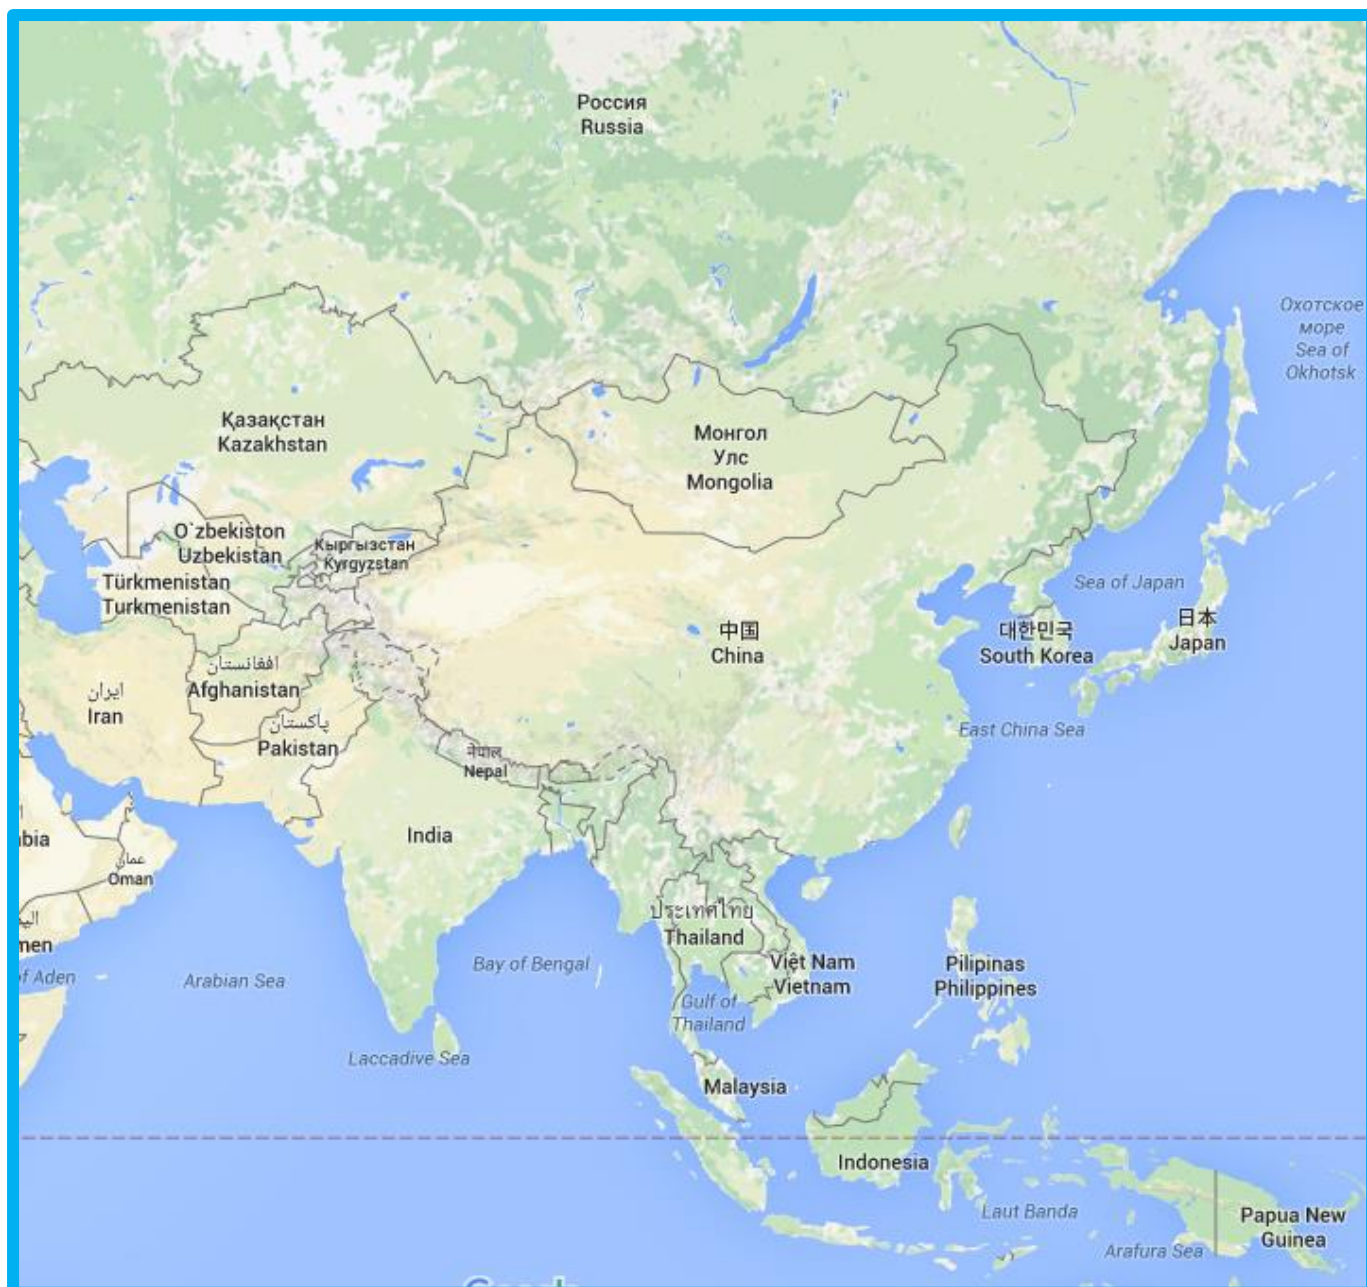 Россия
Russia
Охотское
море
Sea of
Okhotsk
Қазақстан
Kazakhstan
Монгол
Улс
Mongolia
O`zbekiston
Uzbekistan
Кыргызстан
Kyrgyzstan
Türkmenistan
Turkmenistan
Sea of Japan
中国
China
대한민국
South Korea
日本
Japan
افغانستان
Afghanistan
ایران
Iran
پاکستان
Pakistan
East China Sea
नेपाल
Nepal
India
bia
عمان
Oman
ประเทศไทย
Thailand
men
f Aden
Arabian Sea
Bay of Bengal
Việt Nam
Vietnam
Pilipinas
Philippines
Gulf of
Thailand
Laccadive Sea
Malaysia
Indonesia
Laut Banda
Papua New
Guinea
Arafura Sea